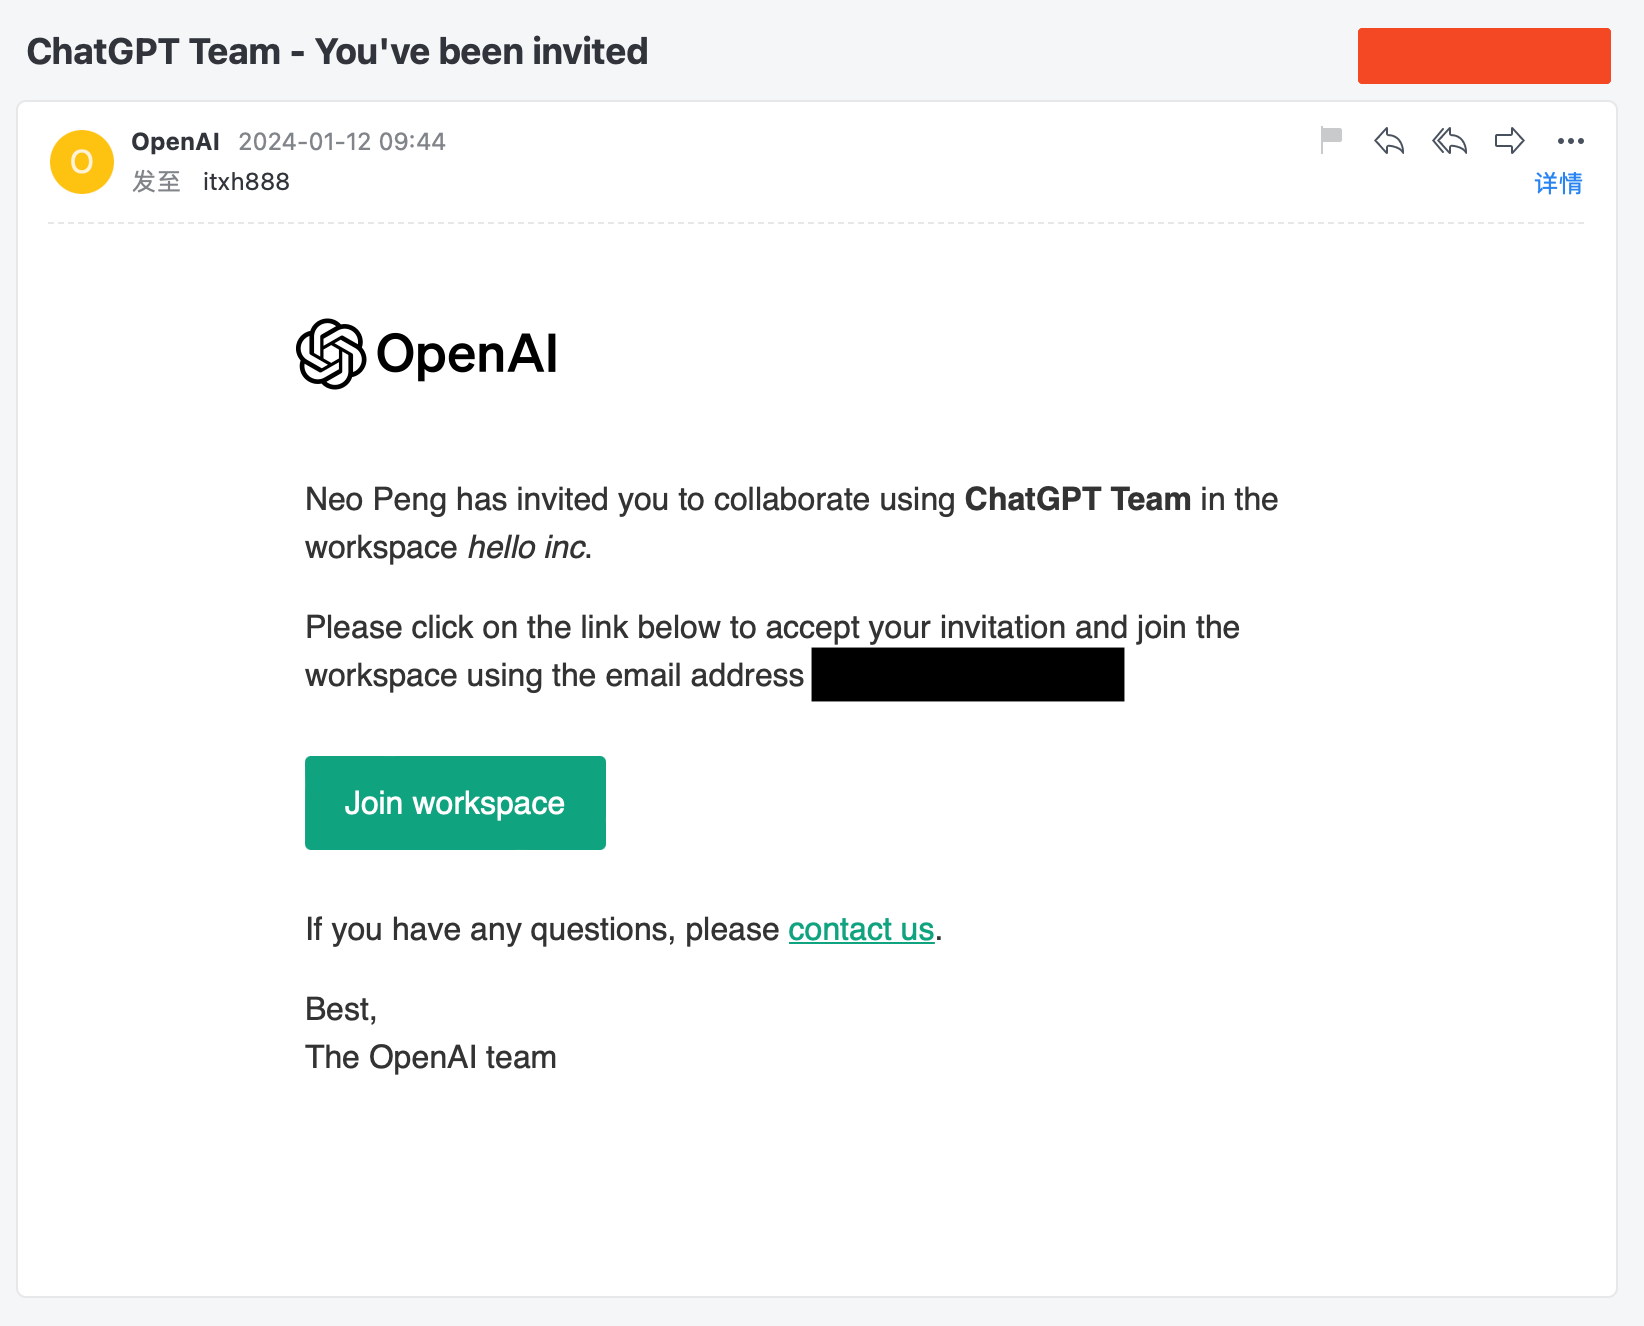 ChatGPT Team - You've been invited
O
OpenAI 2024-01-12 09:44
发至 itxh888
详情
OpenAI
Neo Peng has invited you to collaborate using ChatGPT Team in the
workspace hello inc.
Please click on the link below to accept your invitation and join the
workspace using the email address
Join workspace
If you have any questions, please contact us.
Best,
The OpenAI team